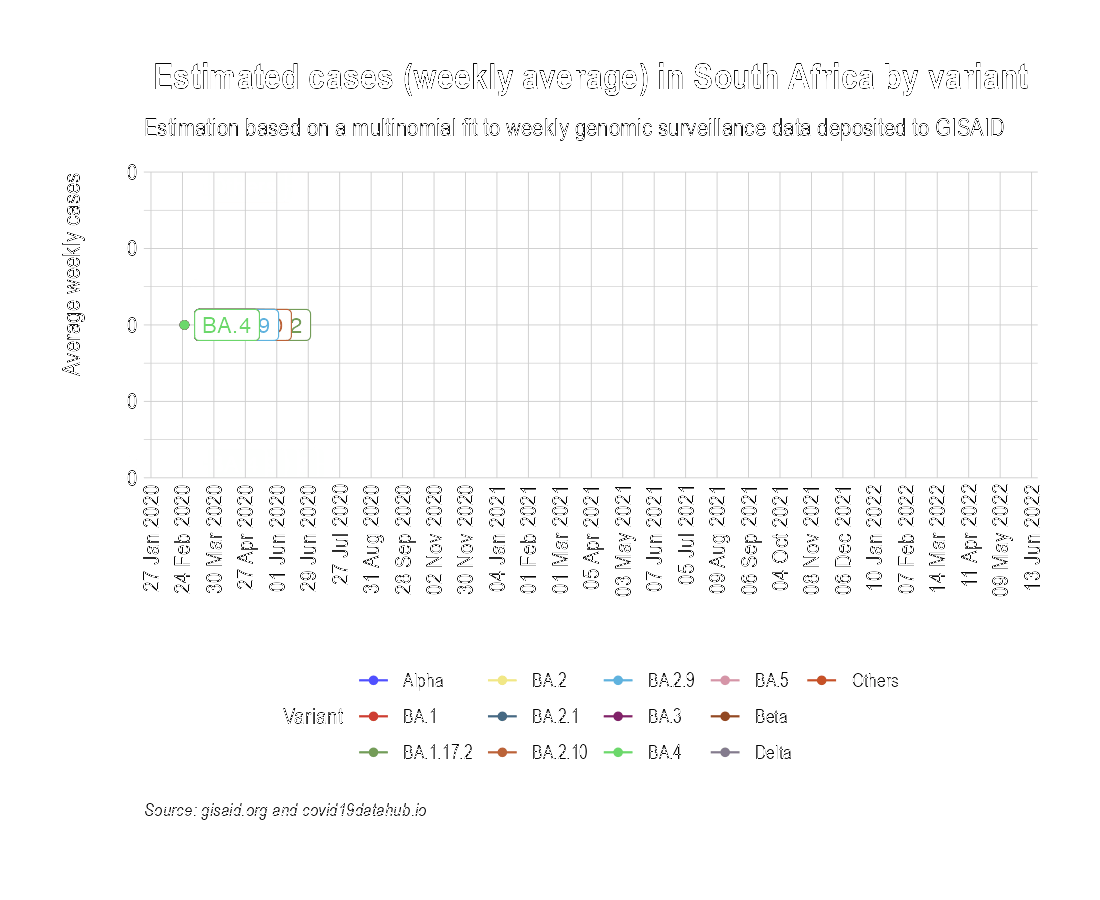 Estimated cases (weekly average) in South Africa by variant
Estimation based on a multinomial fit to weekly genomic surveillance data deposited to GISAID
Average weekly cases
0
0
0
0
0
BA.4
9
2
27 Jan 2020
24 Feb 2020
30 Mar 2020
27 Apr 2020
01 Jun 2020
29 Jun 2020
27 Jul 2020
31 Aug 2020
28 Sep 2020
02 Nov 2020
30 Nov 2020
04 Jan 2021
01 Feb 2021
01 Mar 2021
05 Apr 2021
03 May 2021
07 Jun 2021
05 Jul 2021
09 Aug 2021
06 Sep 2021
04 Oct 2021
08 Nov 2021
06 Dec 2021
10 Jan 2022
07 Feb 2022
14 Mar 2022
11 Apr 2022
09 May 2022
13 Jun 2022
Variant
Alpha
BA.1
BA.1.17.2
BA.2
BA.2.1
BA.2.10
BA.2.9
BA.3
BA.4
BA.5
Beta
Delta
Others
Source: gisaid.org and covid19datahub.io